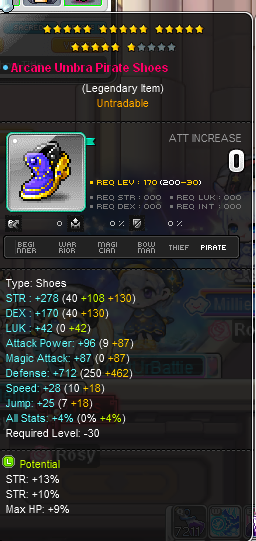 Arcane Umbra Pirate Shoes
(Legendary Item)
Untradable
ATT INCREASE
0
REQ LEV : 170 (200-30)
REQ STR : 000 REQ LUK : 000
REQ DEX : 000 REQ INT : 000
0 0 % 0 %
BEGINNER WARRIOR MAGICIAN BOWMAN THIEF PIRATE
Type: Shoes
STR : +278 (40 +108 +130)
DEX : +170 (40 +130)
LUK : +42 (0 +42)
Attack Power: +96 (9 +87)
Magic Attack: +87 (0 +87)
Defense: +712 (250 +462)
Speed: +28 (10 +18)
Jump: +25 (7 +18)
All Stats: +4% (0% +4%)
Required Level: -30
L Potential
STR: +13%
STR: +10%
Max HP: +9%
Rosy
7211